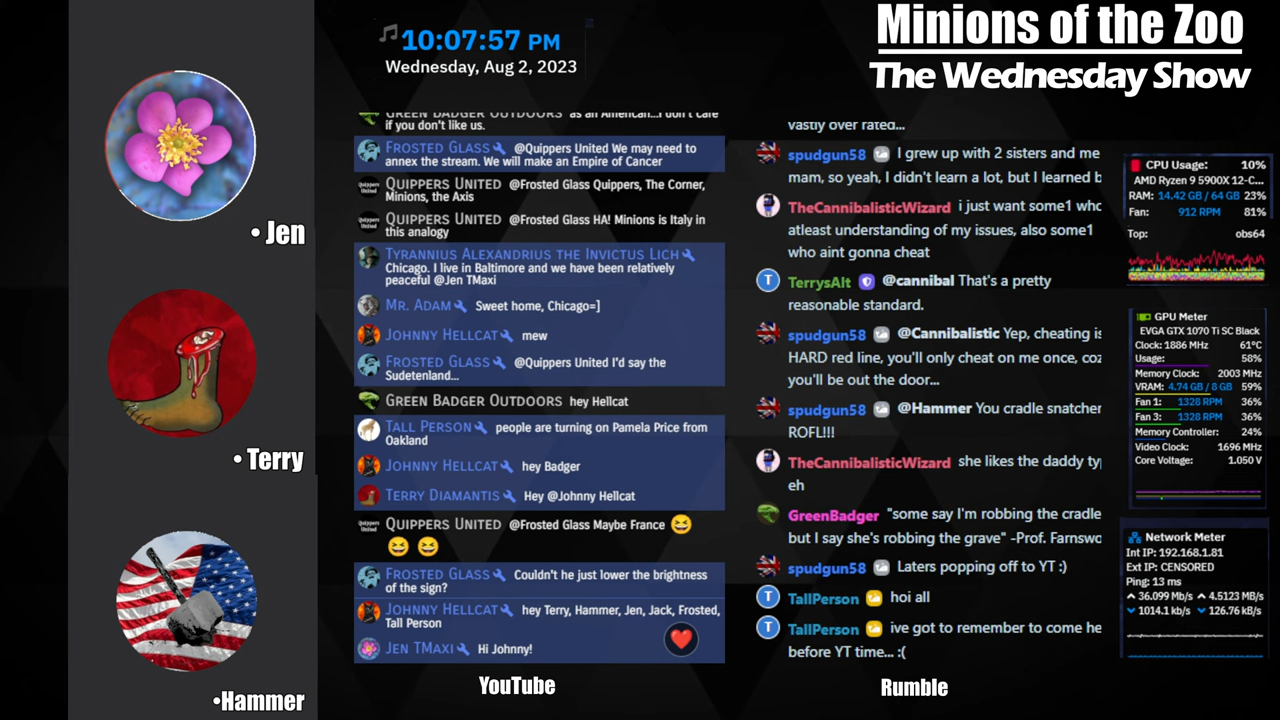 Minions of the Zoo
The Wednesday Show
10:07:57 PM
Wednesday, Aug 2, 2023
• Jen
• Terry
•Hammer
GREEN BADGER OUTDOORS as an American...I don't care
if you don't like us.
FROSTED GLASS @Quippers United We may need to
annex the stream. We will make an Empire of Cancer
QUIPPERS UNITED @Frosted Glass Quippers, The Corner,
Minions, the Axis
QUIPPERS UNITED @Frosted Glass HA! Minions is Italy in
this analogy
TYRANNIUS ALEXANDRIUS THE INVICTUS LICH
Chicago. I live in Baltimore and we have been relatively
peaceful @Jen TMaxi
MR. ADAM Sweet home, Chicago=]
JOHNNY HELLCAT mew
FROSTED GLASS @Quippers United I'd say the
Sudetenland...
GREEN BADGER OUTDOORS hey Hellcat
TALL PERSON people are turning on Pamela Price from
Oakland
JOHNNY HELLCAT hey Badger
TERRY DIAMANTIS Hey @Johnny Hellcat
QUIPPERS UNITED @Frosted Glass Maybe France 😆
😆 😆
FROSTED GLASS Couldn't he just lower the brightness
of the sign?
JOHNNY HELLCAT hey Terry, Hammer, Jen, Jack, Frosted,
Tall Person
JEN TMAXI Hi Johnny!
YouTube
vastly over rated...
spudgun58 I grew up with 2 sisters and me
mam, so yeah, I didn't learn a lot, but I learned b
TheCannibalisticWizard i just want some1 who
atleast understanding of my issues, also some1
who aint gonna cheat
TerrysAlt @cannibal That's a pretty
reasonable standard.
spudgun58 @Cannibalistic Yep, cheating is
HARD red line, you'll only cheat on me once, coz
you'll be out the door...
spudgun58 @Hammer You cradle snatcher
ROFL!!!
TheCannibalisticWizard she likes the daddy typ
eh
GreenBadger "some say I'm robbing the cradle
but I say she's robbing the grave" -Prof. Farnswo
spudgun58 Laters popping off to YT :)
TallPerson hoi all
TallPerson ive got to remember to come he
before YT time... :(
Rumble
CPU Usage: 10%
AMD Ryzen 9 5900X 12-C...
RAM: 14.42 GB / 64 GB 23%
Fan: 912 RPM 81%
Top: obs64
GPU Meter
EVGA GTX 1070 Ti SC Black
Clock: 1886 MHz 61°C
Usage: 58%
Memory Clock: 2003 MHz
VRAM: 4.74 GB / 8 GB 59%
Fan 1: 1328 RPM 36%
Fan 3: 1328 RPM 36%
Memory Controller: 24%
Video Clock: 1696 MHz
Core Voltage: 1.050 V
Network Meter
Int IP: 192.168.1.81
Ext IP: CENSORED
Ping: 13 ms
36.099 Mb/s 4.5123 MB/s
1014.1 kb/s 126.76 kB/s